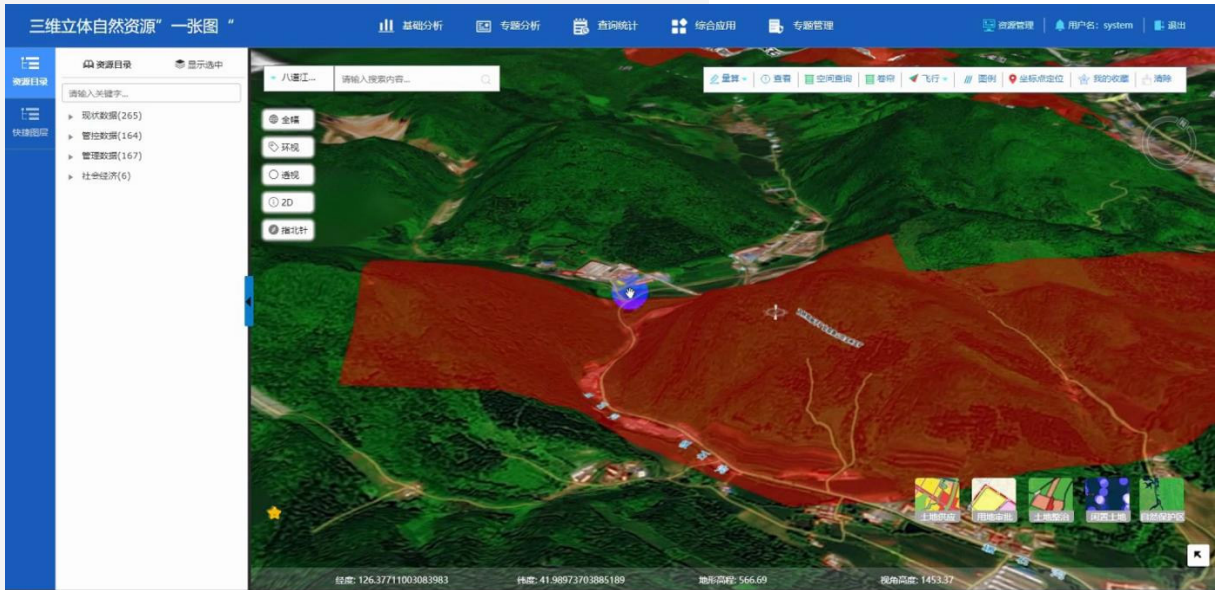 三维立体自然资源”一张图“
基础分析
专题分析
查询统计
综合应用
专题管理
资源管理
用户名: system
退出
资源目录
快捷图层
资源目录
显示选中
请输入关键字...
现状数据(265)
管控数据(164)
管理数据(167)
社会经济(6)
八道江...
请输入搜索内容...
量算
查看
空间查询
卷帘
飞行
图例
坐标点定位
我的收藏
清除
全幅
环视
透视
2D
指北针
土地供应
用地审批
土地整治
闲置土地
自然保护区
经度: 126.37711003083983
纬度: 41.98973703885189
地形高程: 566.69
视角高度: 1453.37